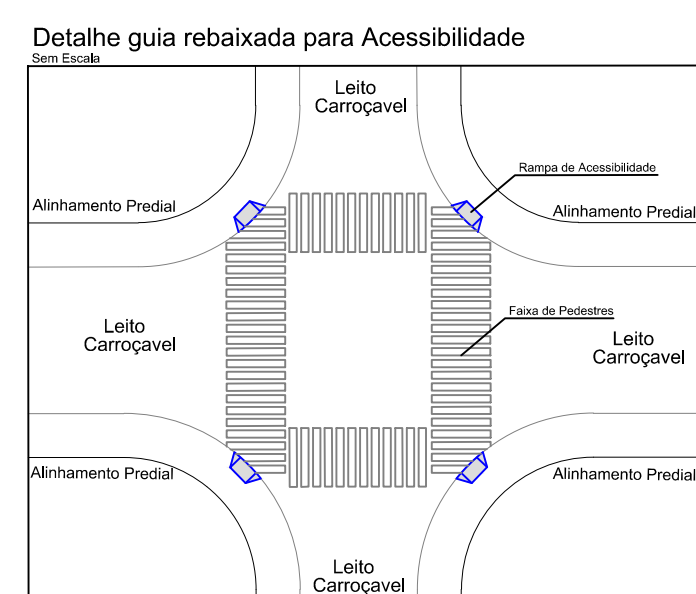 Detalhe guia rebaixada para Acessibilidade
Sem Escala
Leito
Carroçavel
Rampa de Acessibilidade
Alinhamento Predial
Alinhamento Predial
Faixa de Pedestres
Leito
Carroçavel
Leito
Carroçavel
Alinhamento Predial
Alinhamento Predial
Leito
Carroçavel